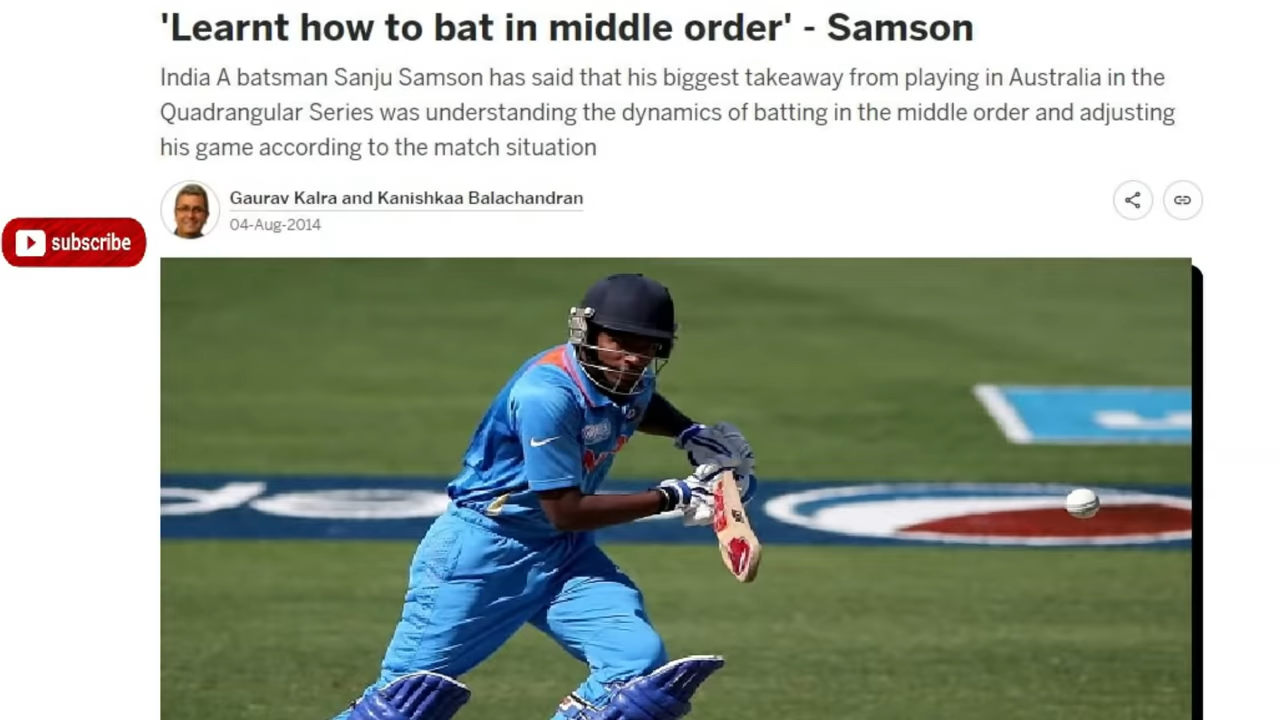 'Learnt how to bat in middle order' - Samson
India A batsman Sanju Samson has said that his biggest takeaway from playing in Australia in the
Quadrangular Series was understanding the dynamics of batting in the middle order and adjusting
his game according to the match situation
Gaurav Kalra and Kanishkaa Balachandran
04-Aug-2014
subscribe